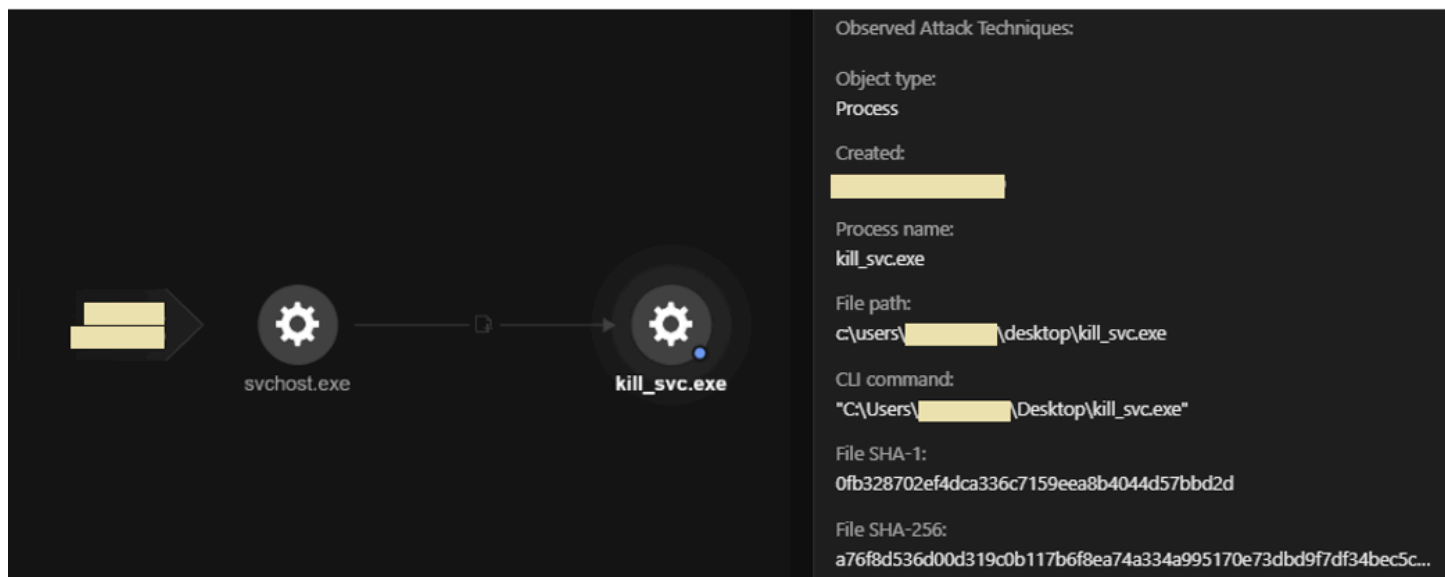 svchost.exe
kill_svc.exe
Observed Attack Techniques:
Object type:
Process
Created:
Process name:
kill_svc.exe
File path:
c:\users\ \desktop\kill_svc.exe
CLI command:
"C:\Users\ \Desktop\kill_svc.exe"
File SHA-1:
0fb328702ef4dca336c7159eea8b4044d57bbd2d
File SHA-256:
a76f8d536d00d319c0b117b6f8ea74a334a995170e73dbd9f7df34bec5c...